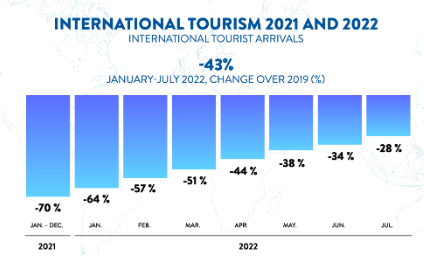 INTERNATIONAL TOURISM 2021 AND 2022
INTERNATIONAL TOURIST ARRIVALS
-43%
JANUARY-JULY 2022, CHANGE OVER 2019 (%)
-70 %
-64 %
-57 %
-51 %
-44 %
-38 %
-34 %
-28 %
JAN. - DEC.
JAN.
FEB.
MAR.
APR.
MAY.
JUN.
JUL.
2021
2022